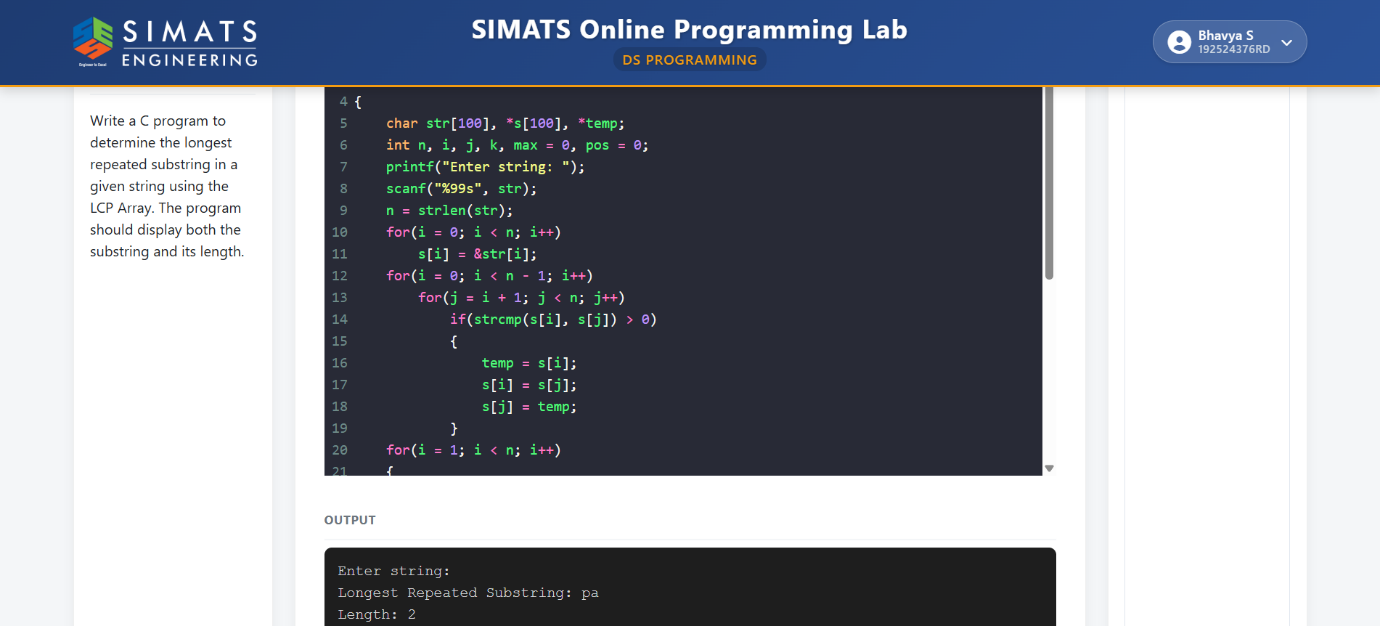 SIMATS
ENGINEERING
Engineer to Excel
SIMATS Online Programming Lab
DS PROGRAMMING
Bhavya S
192524376RD
Write a C program to
determine the longest
repeated substring in a
given string using the
LCP Array. The program
should display both the
substring and its length.
4 {
5     char str[100], *s[100], *temp;
6     int n, i, j, k, max = 0, pos = 0;
7     printf("Enter string: ");
8     scanf("%99s", str);
9     n = strlen(str);
10     for(i = 0; i < n; i++)
11         s[i] = &str[i];
12     for(i = 0; i < n - 1; i++)
13         for(j = i + 1; j < n; j++)
14             if(strcmp(s[i], s[j]) > 0)
15             {
16                 temp = s[i];
17                 s[i] = s[j];
18                 s[j] = temp;
19             }
20     for(i = 1; i < n; i++)
21     {
OUTPUT
Enter string:
Longest Repeated Substring: pa
Length: 2